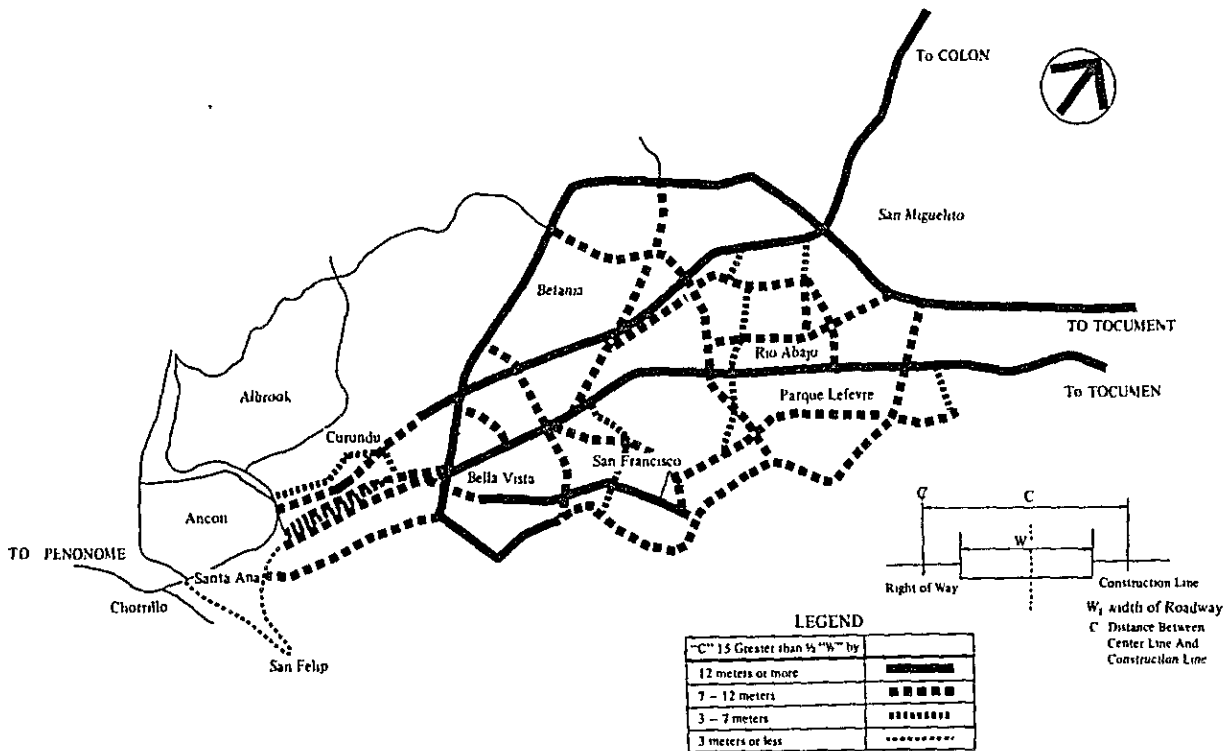 To COLON
San Miguelito
Betania
TO TOCUMENT
Rio Abajo
Albrook
Parque Lefevre
To TOCUMEN
Curundu
San Francisco
Bella Vista
Ancon
C
W
TO PENONOME
Santa Ana
Right of Way
Construction Line
Chorrillo
W, width of Roadway
C Distance Between
Center Line And
Construction Line
San Felip
LEGEND
"C" 15 Greater than ½ "W" by
12 meters or more
7 – 12 meters
3 – 7 meters
3 meters or less